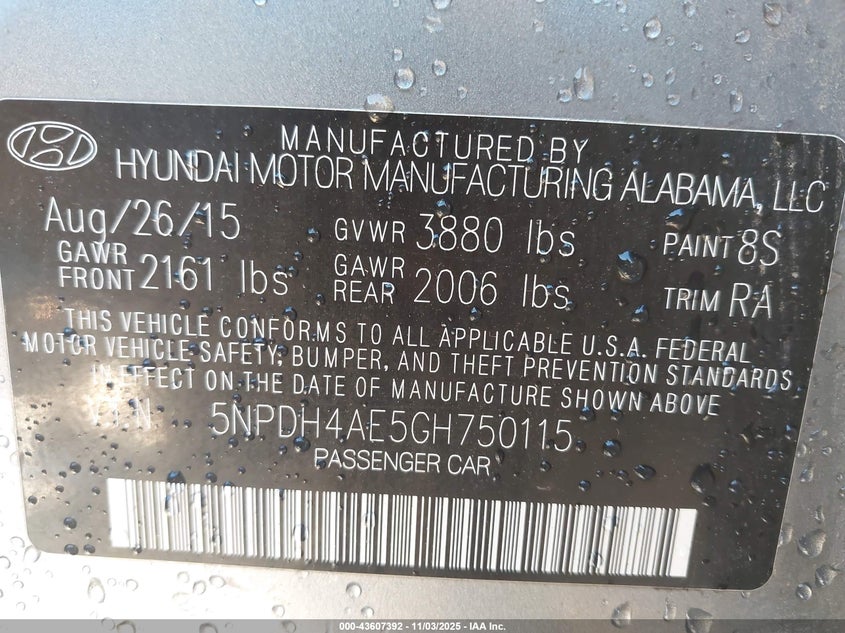 MANUFACTURED BY
HYUNDAI MOTOR MANUFACTURING ALABAMA, LLC
Aug/26/15 GVWR 3880 lbs PAINT 8S
GAWR FRONT 2161 lbs GAWR REAR 2006 lbs TRIM RA
THIS VEHICLE CONFORMS TO ALL APPLICABLE U.S.A. FEDERAL
MOTOR VEHICLE SAFETY, BUMPER, AND THEFT PREVENTION STANDARDS
IN EFFECT ON THE DATE OF MANUFACTURE SHOWN ABOVE
VIN 5NPDH4AE5GH750115
PASSENGER CAR
000-43607392 - 11/03/2025 - IAA Inc.